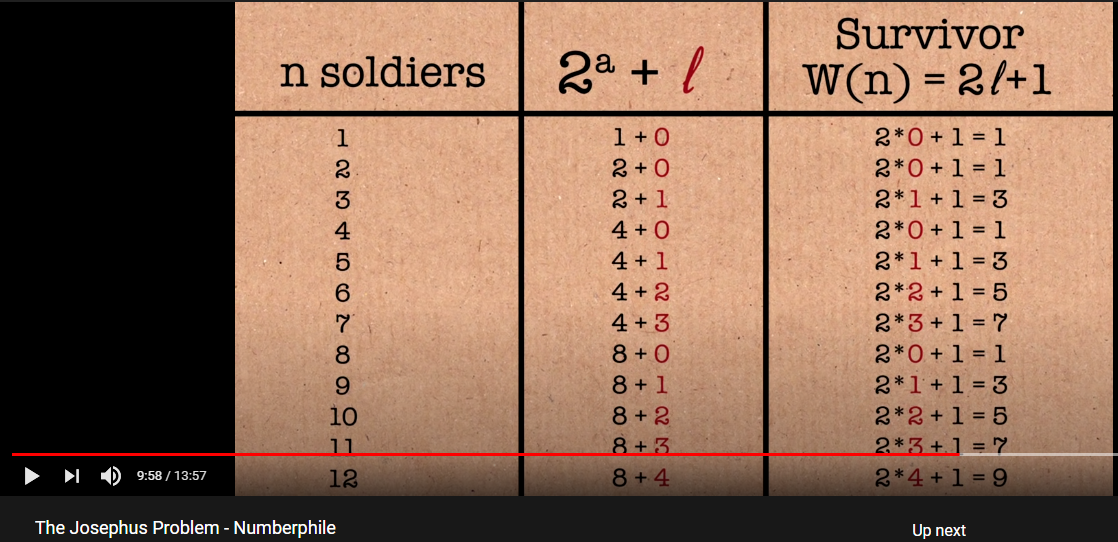 n soldiers 2ᵃ + ℓ Survivor
W(n) = 2ℓ+1
1 1 + 0 2*0 + 1 = 1
2 2 + 0 2*0 + 1 = 1
3 2 + 1 2*1 + 1 = 3
4 4 + 0 2*0 + 1 = 1
5 4 + 1 2*1 + 1 = 3
6 4 + 2 2*2 + 1 = 5
7 4 + 3 2*3 + 1 = 7
8 8 + 0 2*0 + 1 = 1
9 8 + 1 2*1 + 1 = 3
10 8 + 2 2*2 + 1 = 5
11 8 + 3 2*3 + 1 = 7
12 8 + 4 2*4 + 1 = 9
9:58 / 13:57
The Josephus Problem - Numberphile
Up next